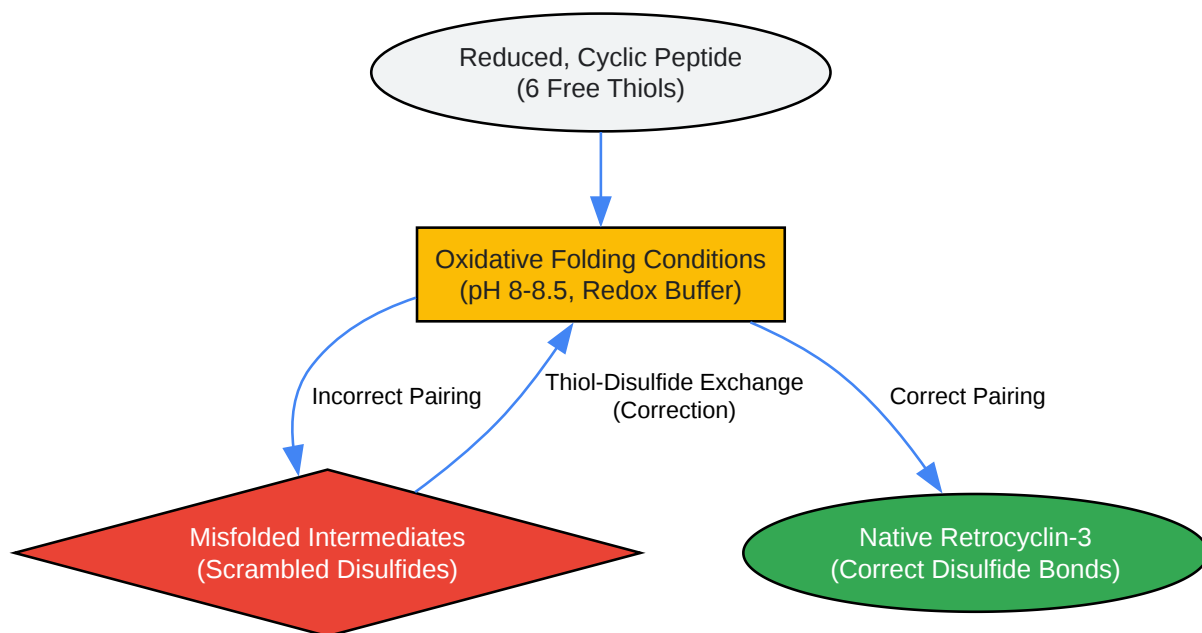 Reduced, Cyclic Peptide
(6 Free Thiols)
Oxidative Folding Conditions
(pH 8-8.5, Redox Buffer)
Incorrect Pairing
Thiol-Disulfide Exchange
(Correction)
Correct Pairing
Misfolded Intermediates
(Scrambled Disulfides)
Native Retrocyclin-3
(Correct Disulfide Bonds)